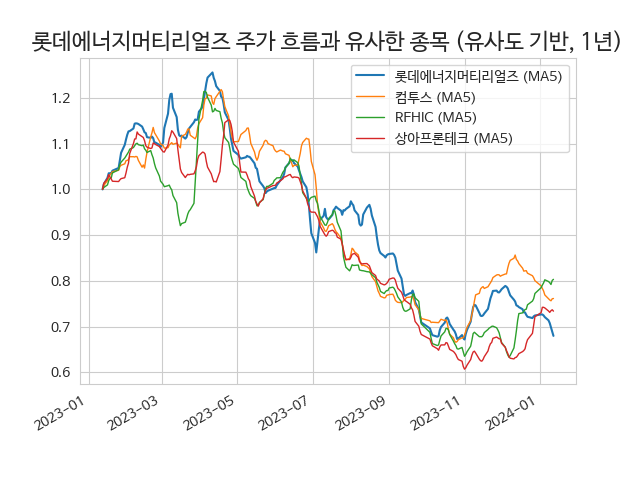 롯데에너지머티리얼즈 주가 흐름과 유사한 종목 (유사도 기반, 1년)
롯데에너지머티리얼즈 (MA5)
컴투스 (MA5)
RFHIC (MA5)
상아프론테크 (MA5)
1.2
1.1
1.0
0.9
0.8
0.7
0.6
2023-01
2023-03
2023-05
2023-07
2023-09
2023-11
2024-01